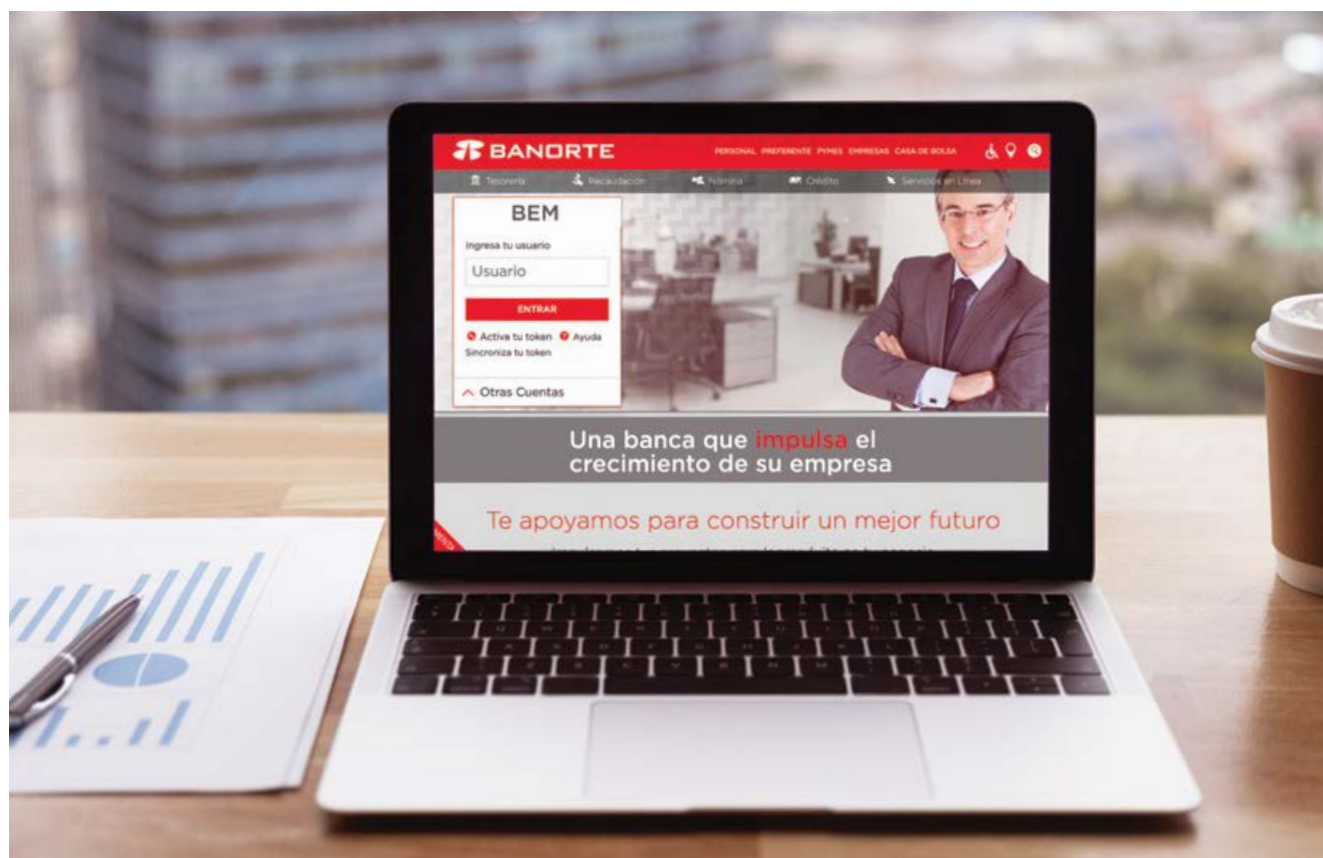 BANORTE
PERSONAL PREFERENTE PYMES EMPRESAS CASA DE BOLSA
Tesorería Recaudación Nómina Crédito Servicios en Línea
BEM
Ingresa tu usuario
Usuario
ENTRAR
Activa tu token Ayuda
Sincroniza tu token
Otras Cuentas
Una banca que impulsa el
crecimiento de su empresa
Te apoyamos para construir un mejor futuro